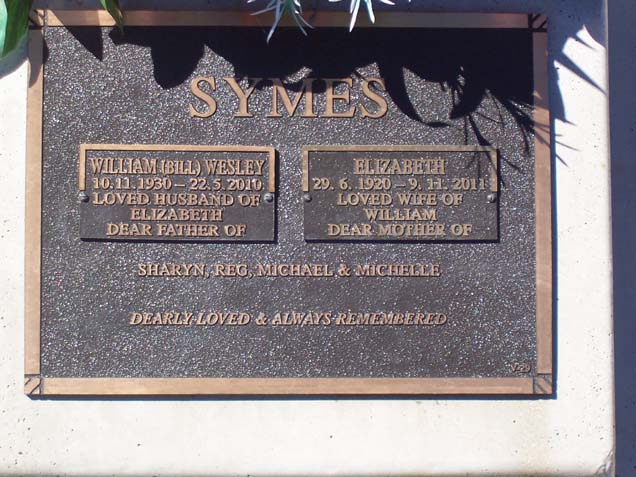 SYMES
WILLIAM (BILL) WESLEY
10.11.1930 – 22.5.2010
LOVED HUSBAND OF
ELIZABETH
DEAR FATHER OF
ELIZABETH
29. 6. 1920 – 9. 11. 2011
LOVED WIFE OF
WILLIAM
DEAR MOTHER OF
SHARYN, REG, MICHAEL & MICHELLE
DEARLY LOVED & ALWAYS REMEMBERED